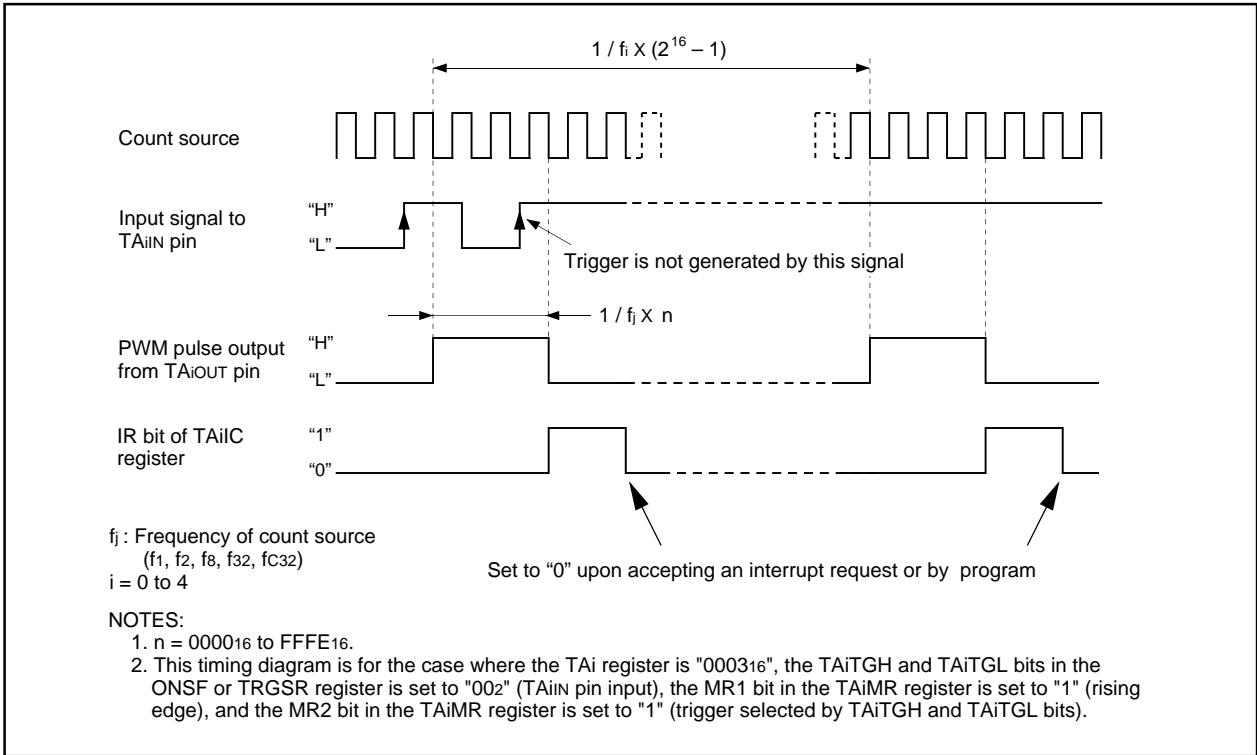 1 / fi X (2^16 – 1)
Count source
Input signal to
TAiIN pin
“H”
“L”
Trigger is not generated by this signal
1 / fj X n
PWM pulse output
from TAiOUT pin
“H”
“L”
IR bit of TAiIC
register
“1”
“0”
fj : Frequency of count source
(f1, f2, f8, f32, fC32)
i = 0 to 4
Set to “0” upon accepting an interrupt request or by program
NOTES:
1. n = 000016 to FFFE16.
2. This timing diagram is for the case where the TAi register is "000316", the TAiTGH and TAiTGL bits in the
ONSF or TRGSR register is set to "002" (TAiIN pin input), the MR1 bit in the TAiMR register is set to "1" (rising
edge), and the MR2 bit in the TAiMR register is set to "1" (trigger selected by TAiTGH and TAiTGL bits).